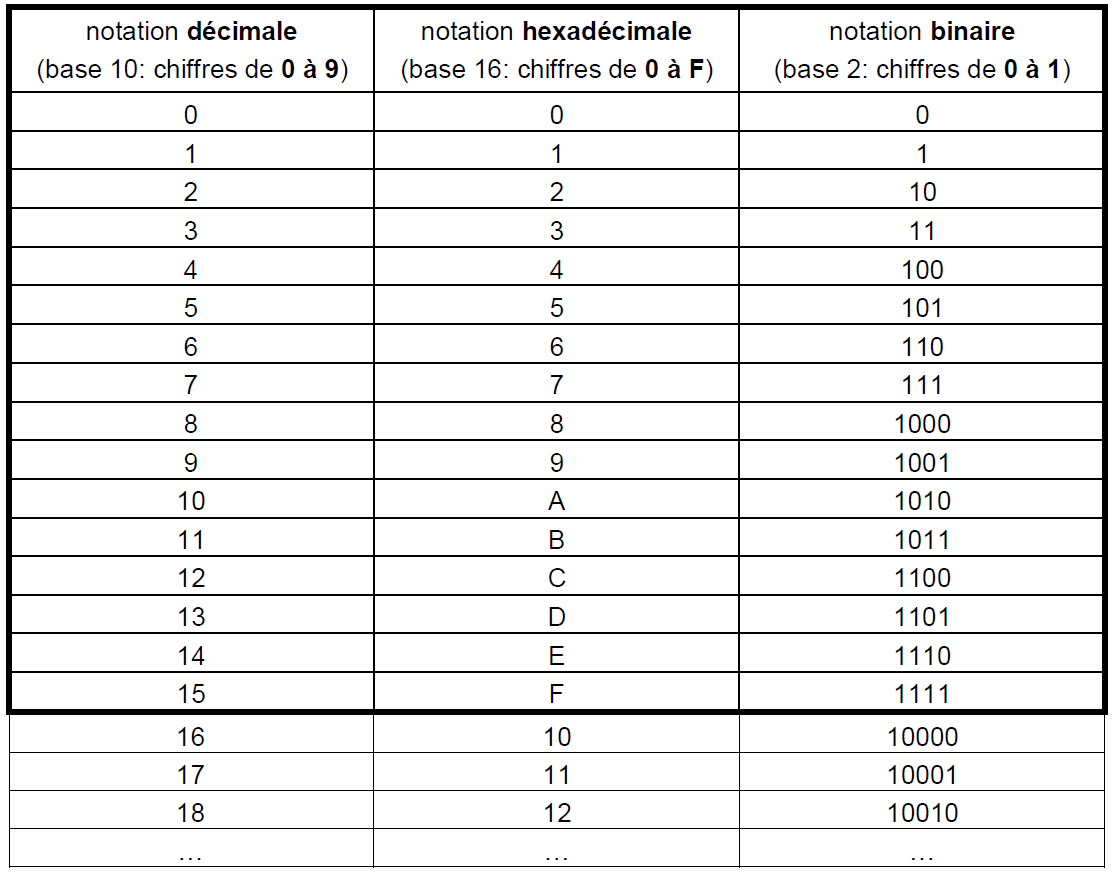 notation décimale notation hexadécimale notation binaire
(base 10: chiffres de 0 à 9) (base 16: chiffres de 0 à F) (base 2: chiffres de 0 à 1)
0 0 0
1 1 1
2 2 10
3 3 11
4 4 100
5 5 101
6 6 110
7 7 111
8 8 1000
9 9 1001
10 A 1010
11 B 1011
12 C 1100
13 D 1101
14 E 1110
15 F 1111
16 10 10000
17 11 10001
18 12 10010
… … …